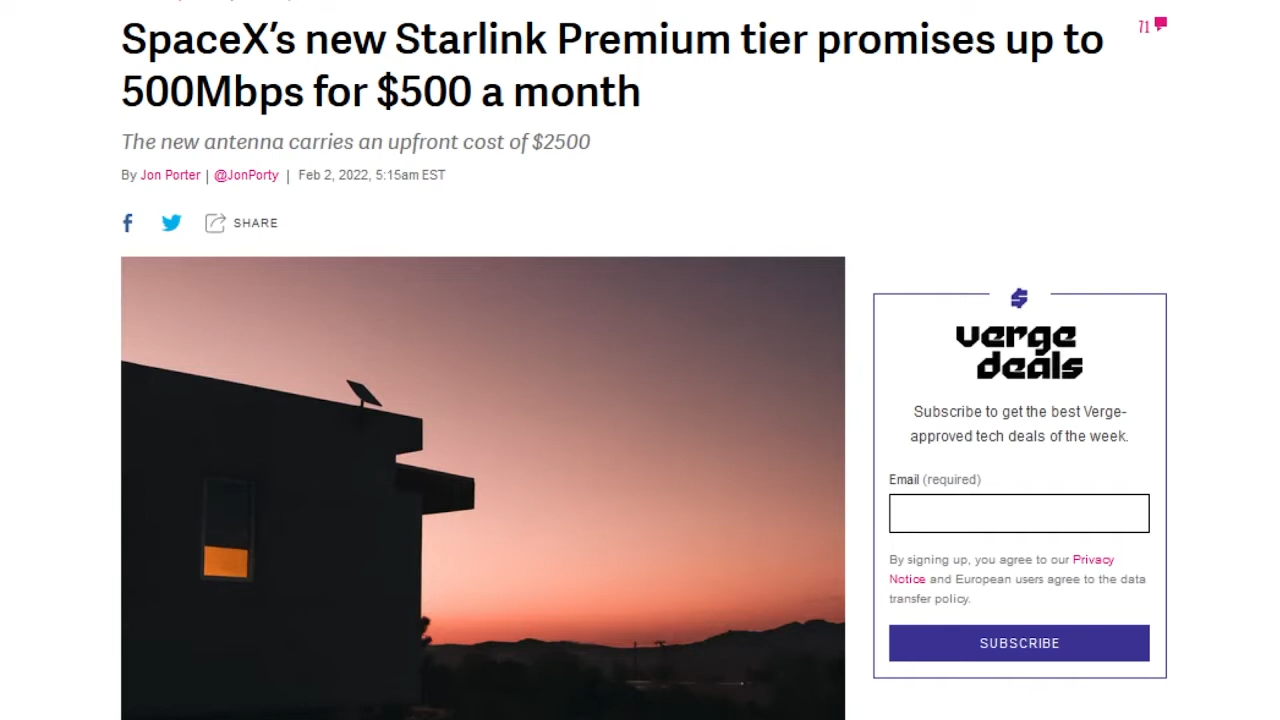 SpaceX’s new Starlink Premium tier promises up to
500Mbps for $500 a month
71
The new antenna carries an upfront cost of $2500
By Jon Porter | @JonPorty | Feb 2, 2022, 5:15am EST
SHARE
$
verge
deals
Subscribe to get the best Verge-
approved tech deals of the week.
Email (required)
By signing up, you agree to our Privacy
Notice and European users agree to the data
transfer policy.
SUBSCRIBE